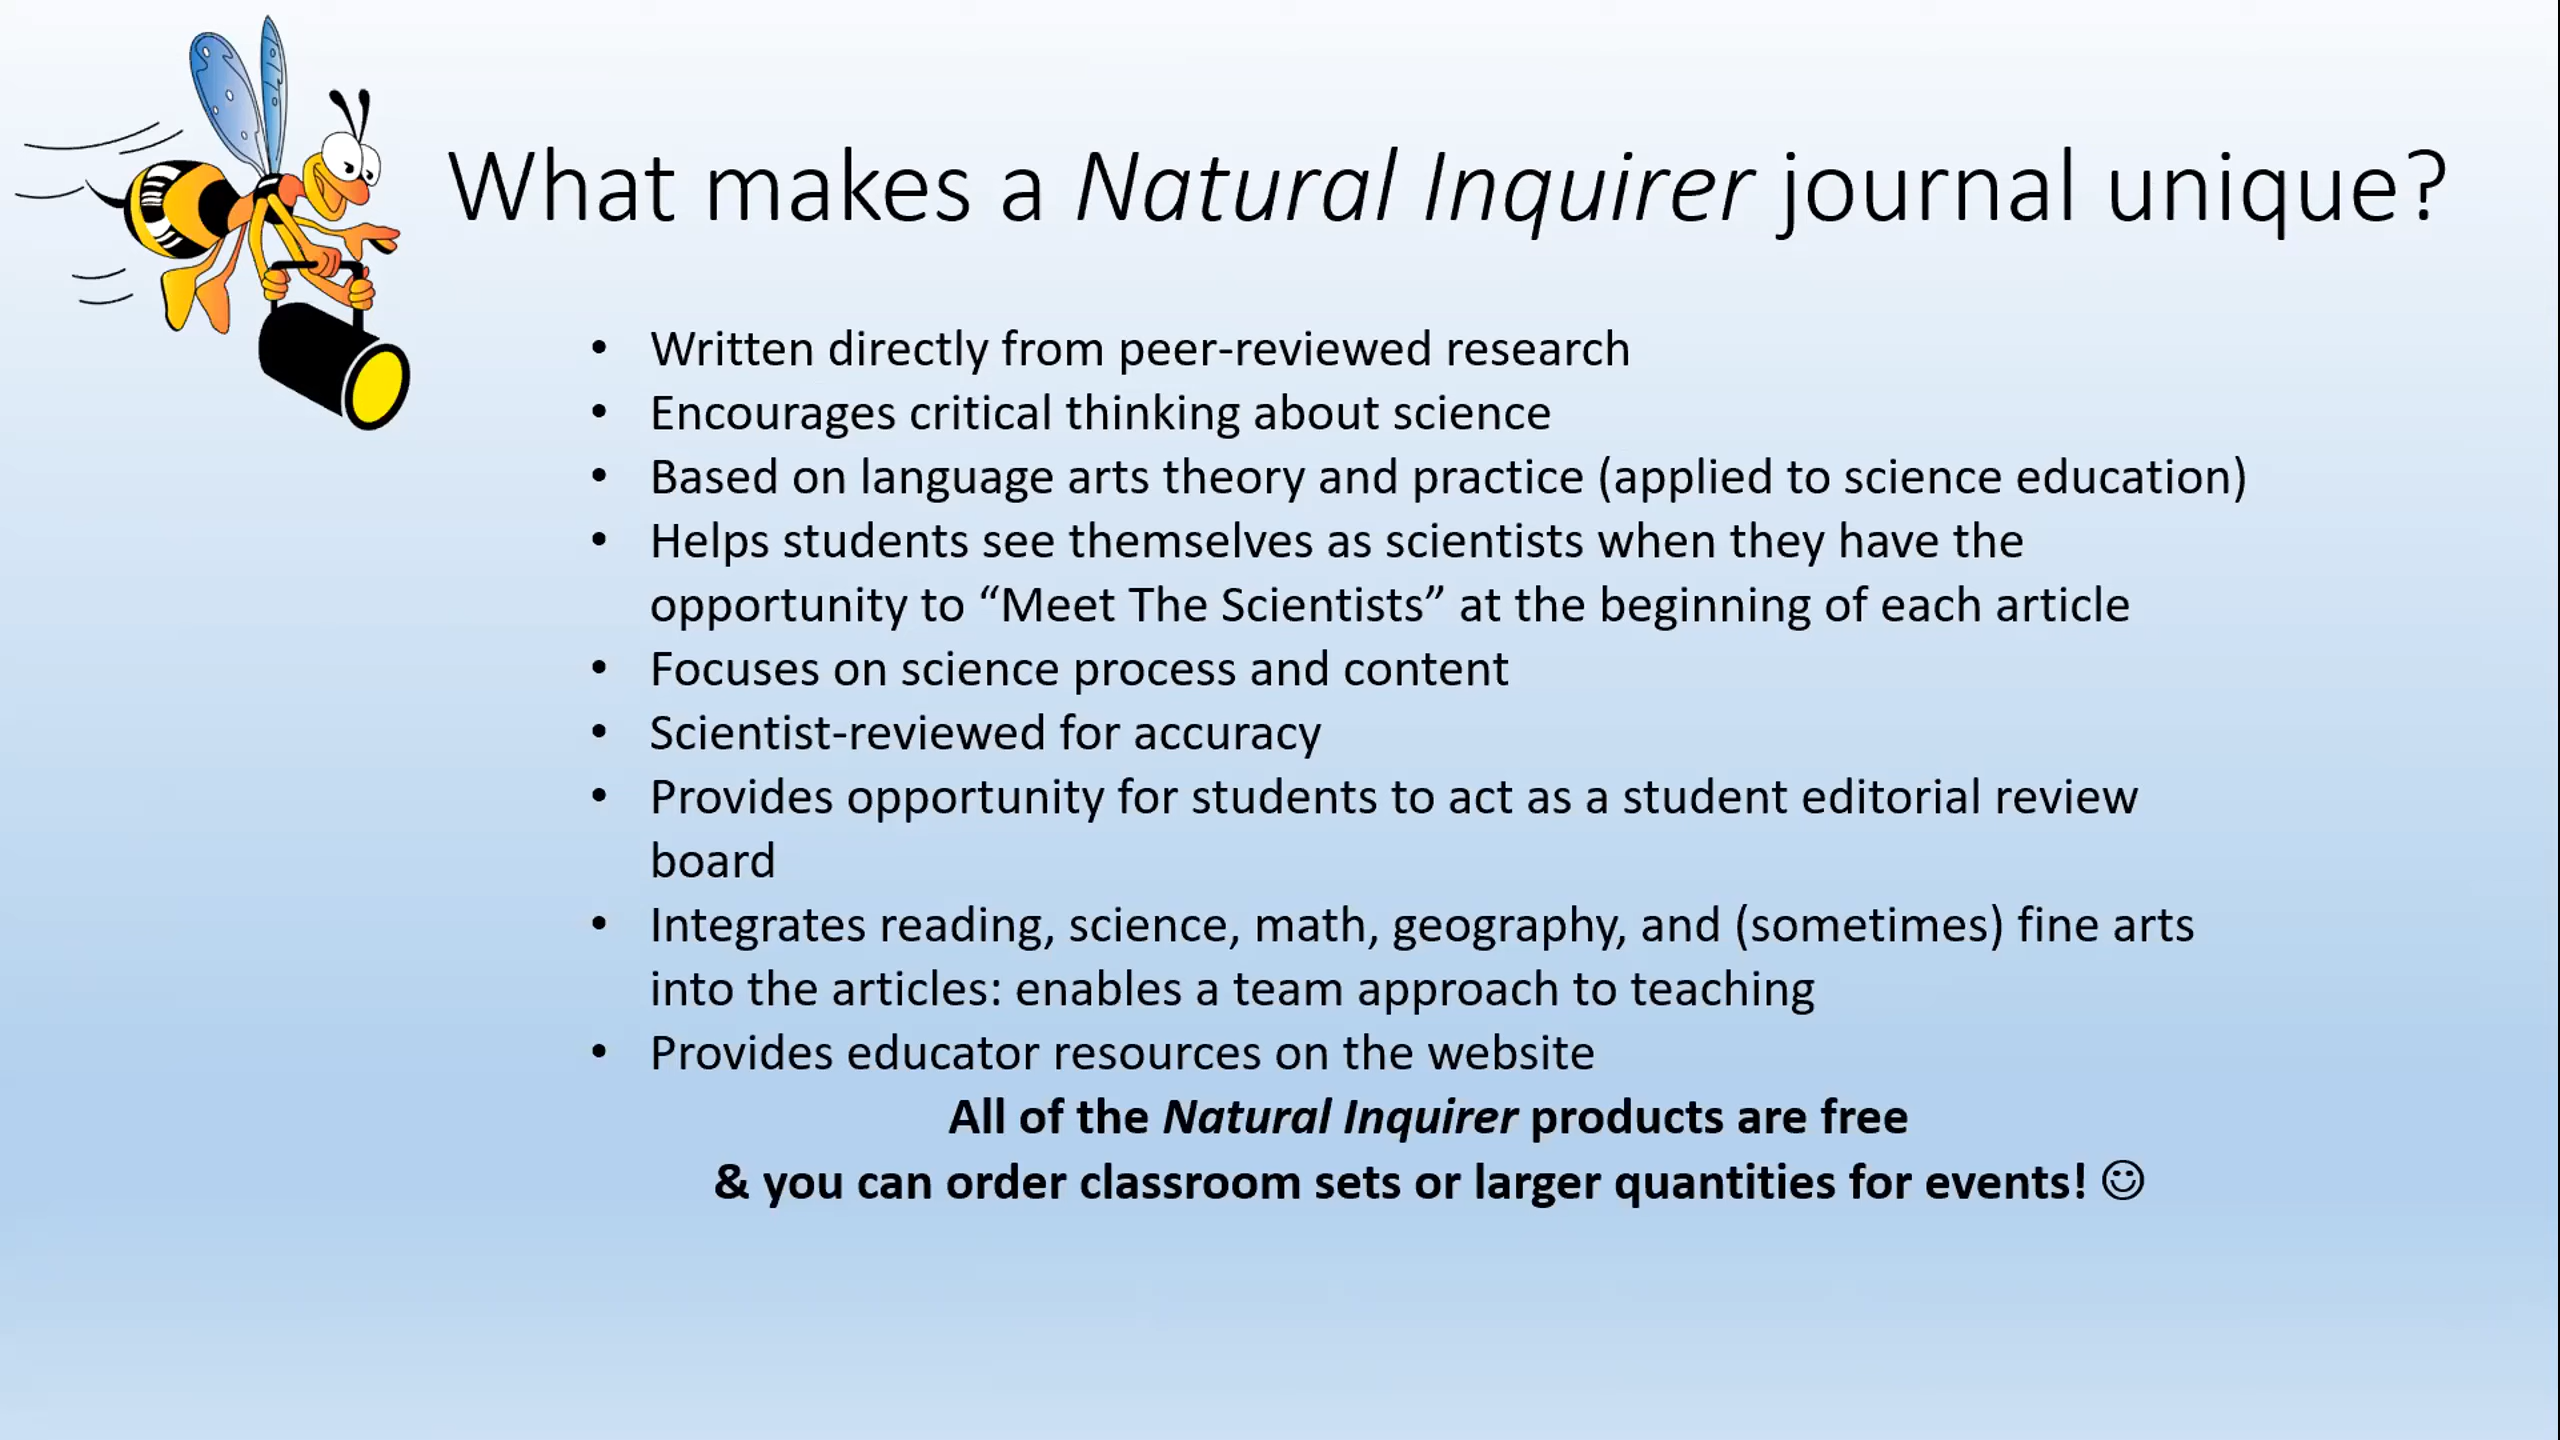 What makes a Natural Inquirer journal unique?
• Written directly from peer-reviewed research
• Encourages critical thinking about science
• Based on language arts theory and practice (applied to science education)
• Helps students see themselves as scientists when they have the
opportunity to “Meet The Scientists” at the beginning of each article
• Focuses on science process and content
• Scientist-reviewed for accuracy
• Provides opportunity for students to act as a student editorial review
board
• Integrates reading, science, math, geography, and (sometimes) fine arts
into the articles: enables a team approach to teaching
• Provides educator resources on the website
All of the Natural Inquirer products are free
& you can order classroom sets or larger quantities for events! ☺